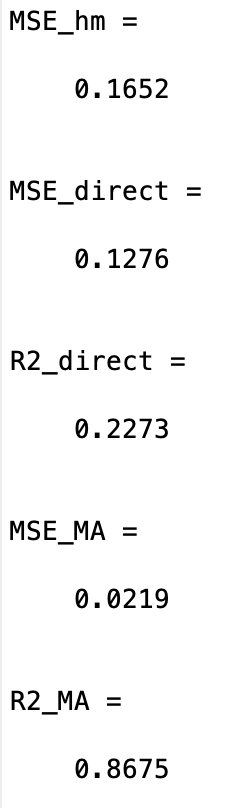 MSE_hm =
0.1652
MSE_direct =
0.1276
R2_direct =
0.2273
MSE_MA =
0.0219
R2_MA =
0.8675